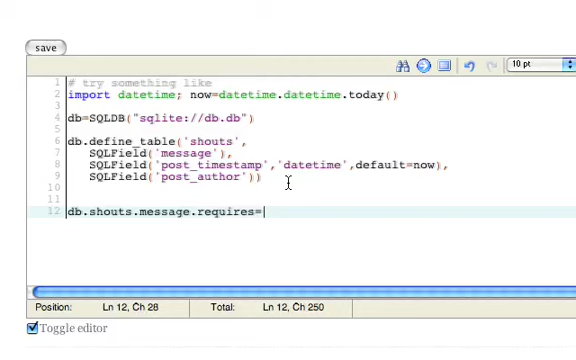 save
10 pt
1 # try something like
2 import datetime; now=datetime.datetime.today()
3
4 db=SQLDB("sqlite://db.db")
5
6 db.define_table('shouts',
7 SQLField('message'),
8 SQLField('post_timestamp','datetime',default=now),
9 SQLField('post_author'))
10
11
12 db.shouts.message.requires=
Position: Ln 12, Ch 28 Total: Ln 12, Ch 250
Toggle editor